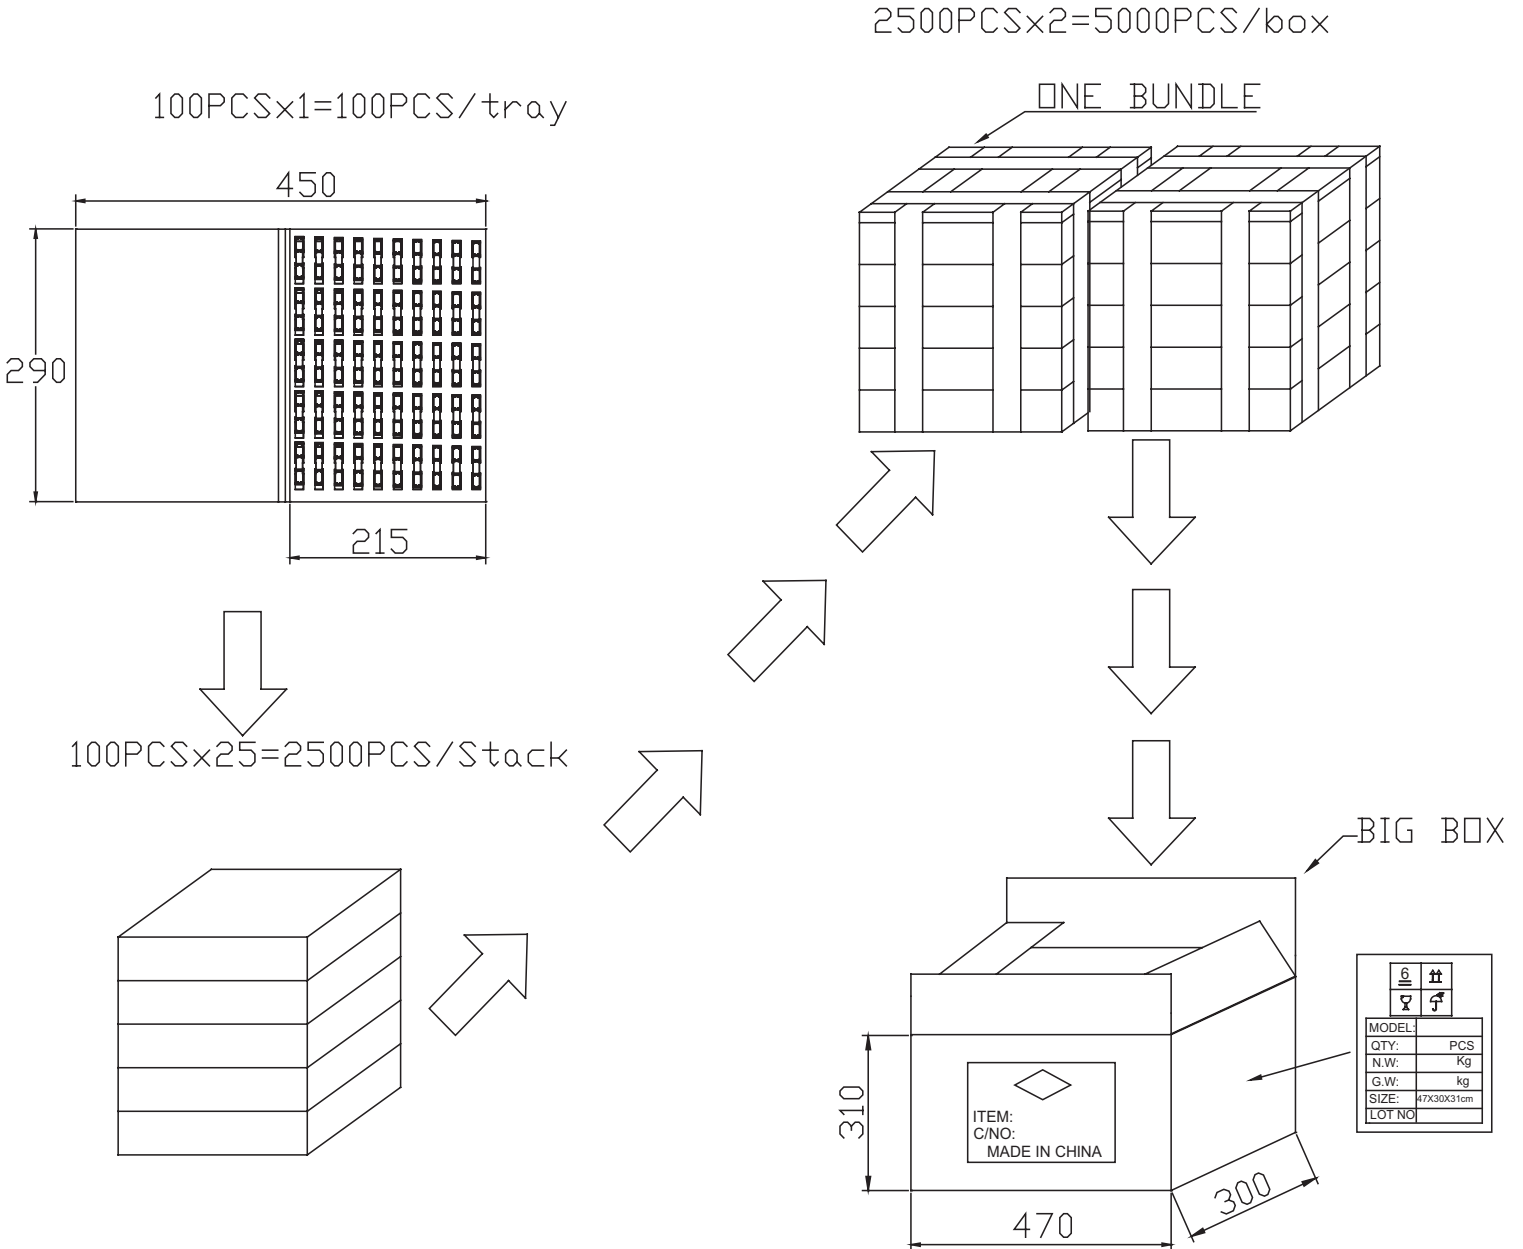 2500PCSx2=5000PCS/box
100PCSx1=100PCS/tray
ONE BUNDLE
450
290
215
100PCSx25=2500PCS/Stack
BIG BOX
6
MODEL:
QTY: PCS
N.W: Kg
G.W: kg
SIZE: 47X30X31cm
LOT NO
310
ITEM:
C/NO:
MADE IN CHINA
300
470